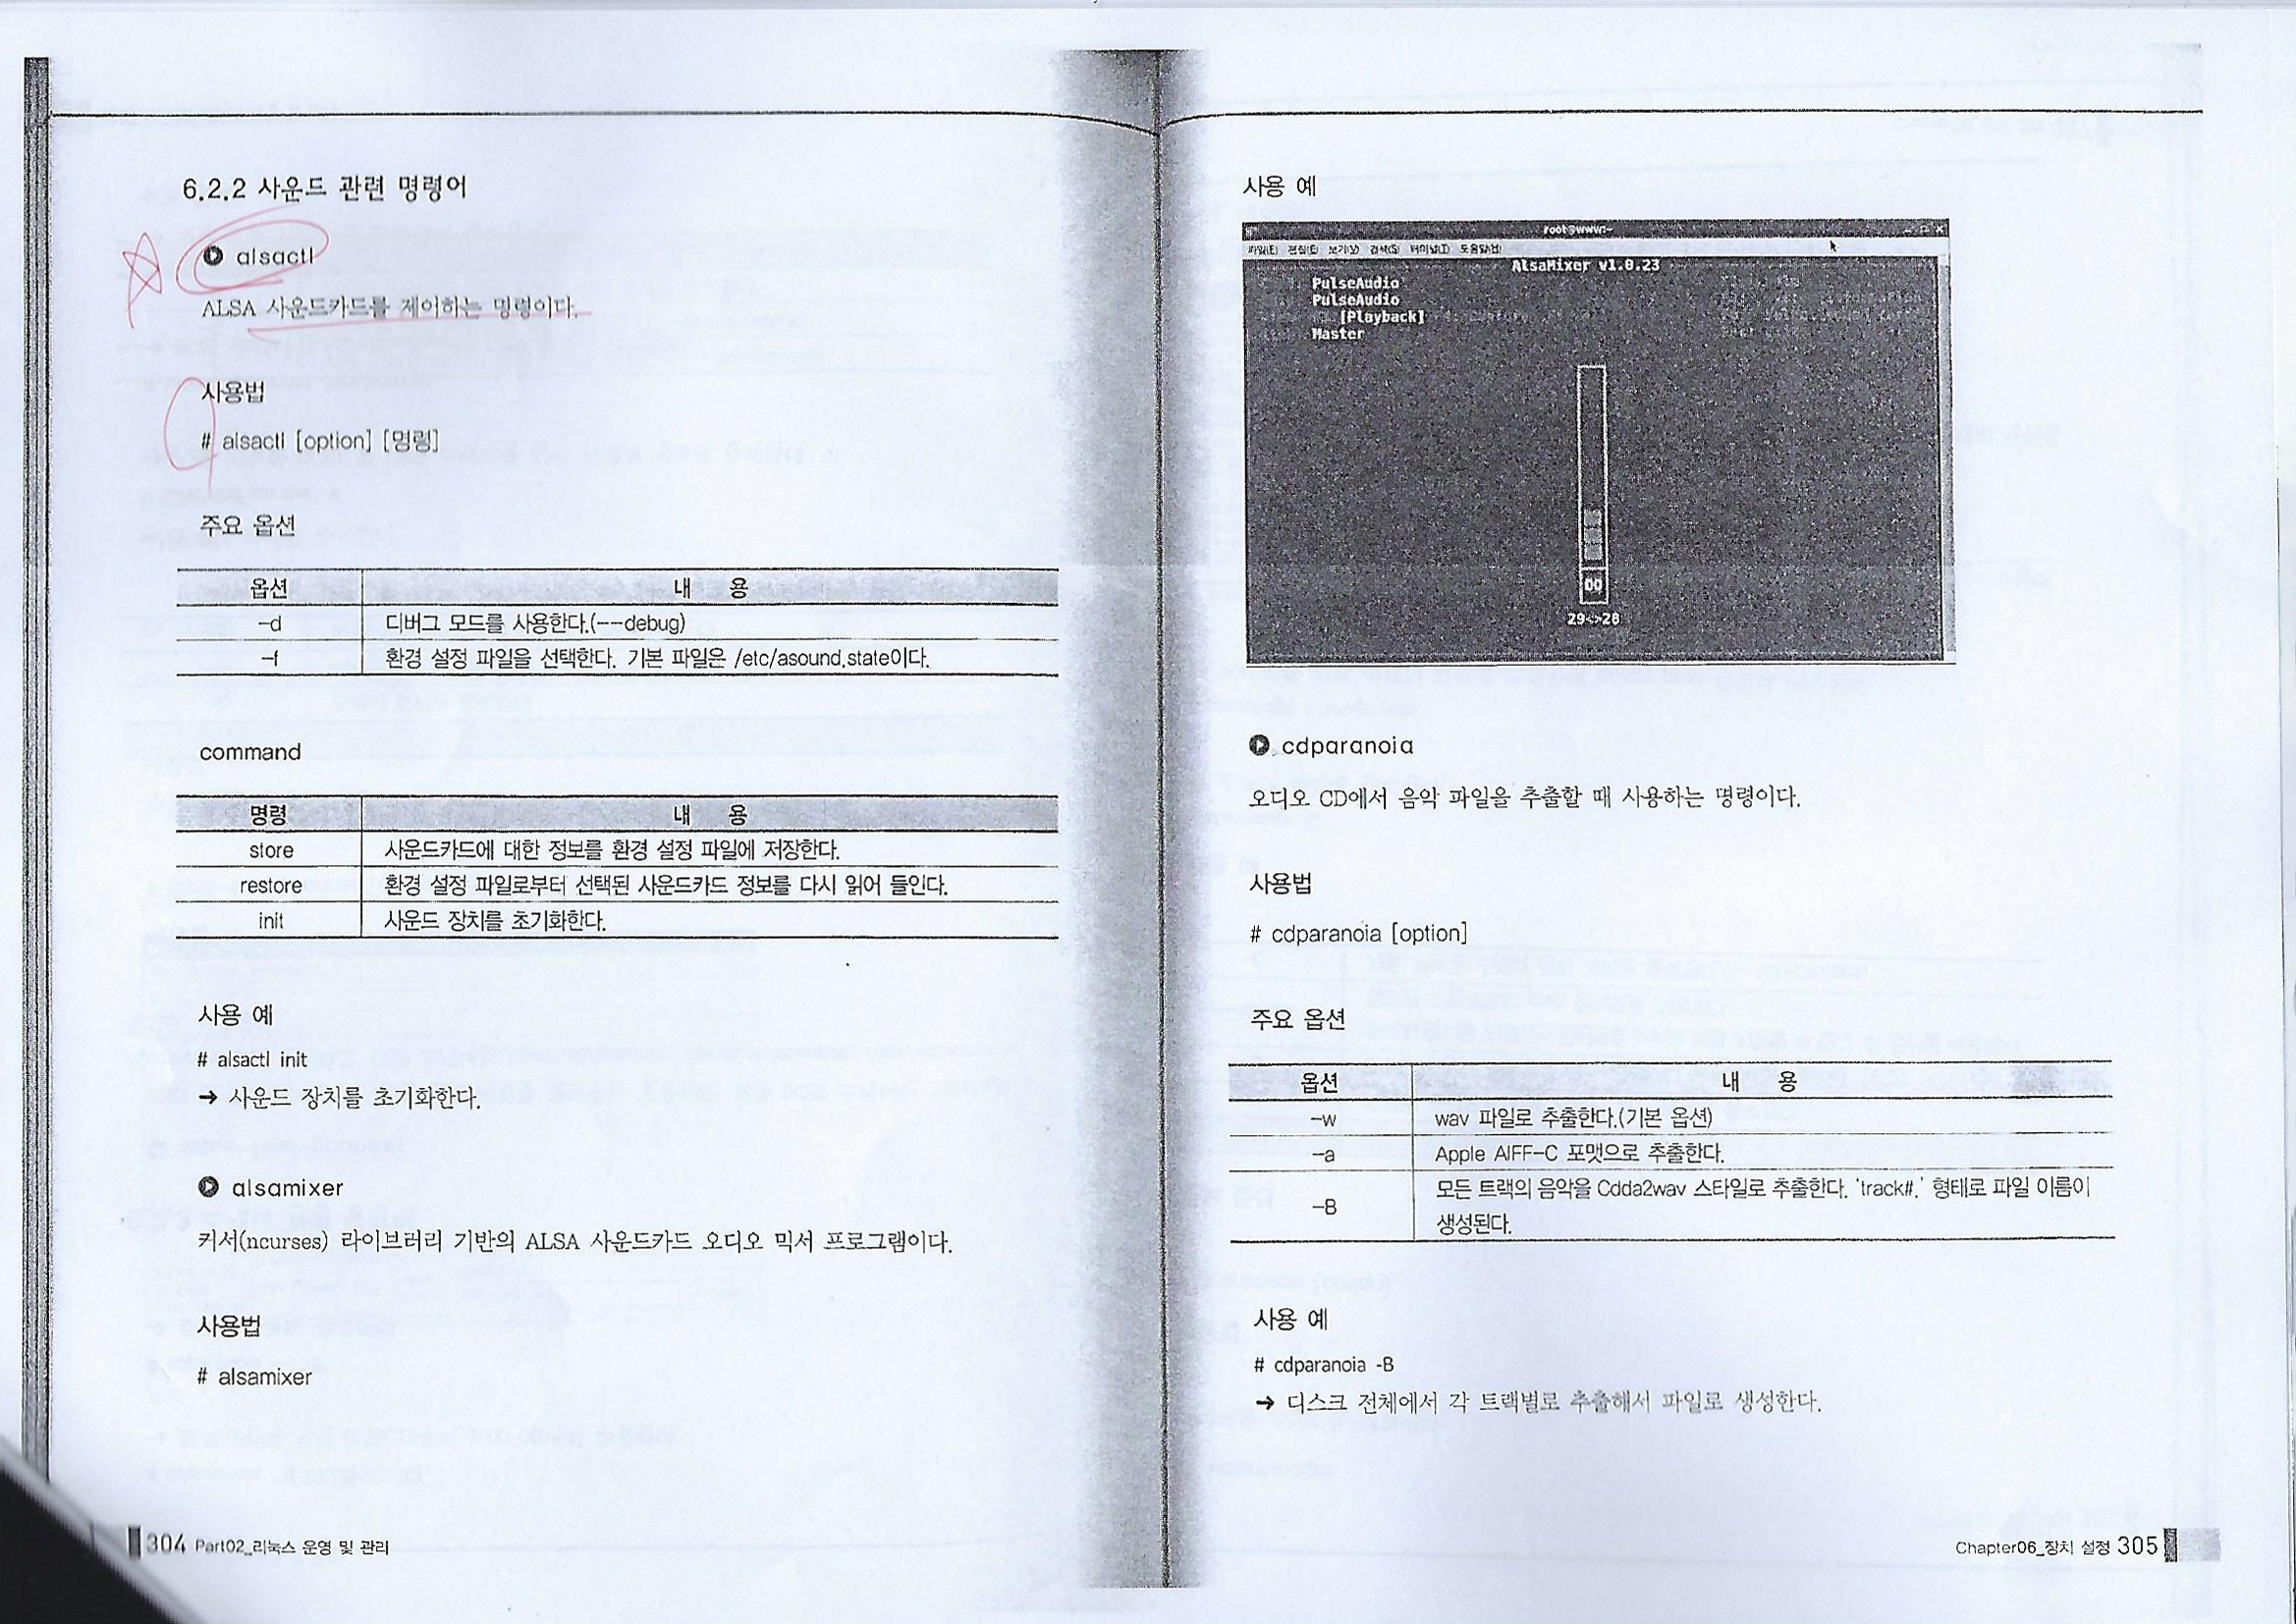 6.2.2 사운드 관련 명령어
alsactl
ALSA 사운드카드를 제어하는 명령이다.
사용법
# alsactl [option] [명령]
주요 옵션
옵션 내 용
-d 디버그 모드를 사용한다.(--debug)
-f 환경 설정 파일을 선택한다. 기본 파일은 /etc/asound.state이다.
command
명령 내 용
store 사운드카드에 대한 정보를 환경 설정 파일에 저장한다.
restore 환경 설정 파일로부터 선택된 사운드카드 정보를 다시 읽어 들인다.
init 사운드 장치를 초기화한다.
사용 예
# alsactl init
→ 사운드 장치를 초기화한다.
alsamixer
커서(ncurses) 라이브러리 기반의 ALSA 사운드카드 오디오 믹서 프로그램이다.
사용법
# alsamixer
304 Part02_리눅스 운영 및 관리
사용 예
root@www:~
파일(F) 편집(E) 보기(V) 검색(S) 터미널(T) 도움말(H)
AlsaMixer v1.0.23
PulseAudio
PulseAudio
[Playback]
Master
OO
29<>28
cdparanoia
오디오 CD에서 음악 파일을 추출할 때 사용하는 명령이다.
사용법
# cdparanoia [option]
주요 옵션
옵션 내 용
-w wav 파일로 추출한다.(기본 옵션)
-a Apple AIFF-C 포맷으로 추출한다.
-B 모든 트랙의 음악을 Cdda2wav 스타일로 추출한다. 'track#.' 형태로 파일 이름이
생성된다.
사용 예
# cdparanoia -B
→ 디스크 전체에서 각 트랙별로 추출해서 파일로 생성한다.
Chapter06_장치 설정 305